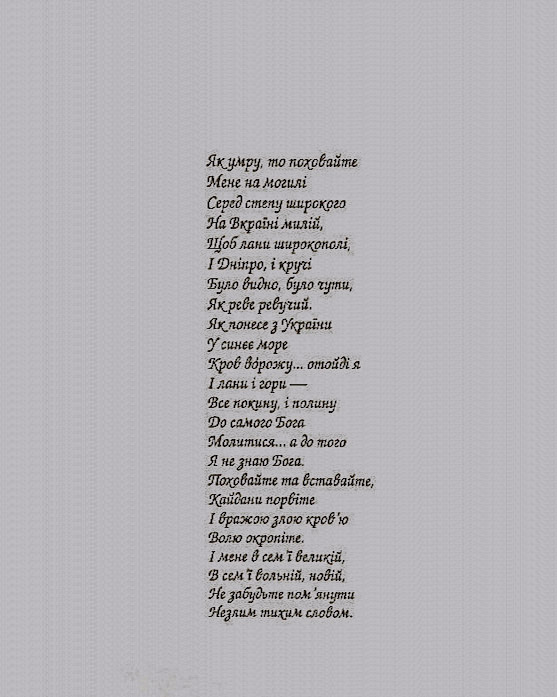 Як умру, то поховайте
Мене на могилі
Серед степу широкого
На Вкраїні милій,
Щоб лани широкополі,
І Дніпро, і кручі
Було видно, було чути,
Як реве ревучий.
Як понесе з України
У синєє море
Кров ворожу... отойді я
І лани і гори —
Все покину, і полину
До самого Бога
Молитися... а до того
Я не знаю Бога.
Поховайте та вставайте,
Кайдани порвіте
І вражою злою кров'ю
Волю окропіте.
І мене в сем'ї великій,
В сем'ї вольній, новій,
Не забудьте пом'янути
Незлим тихим словом.